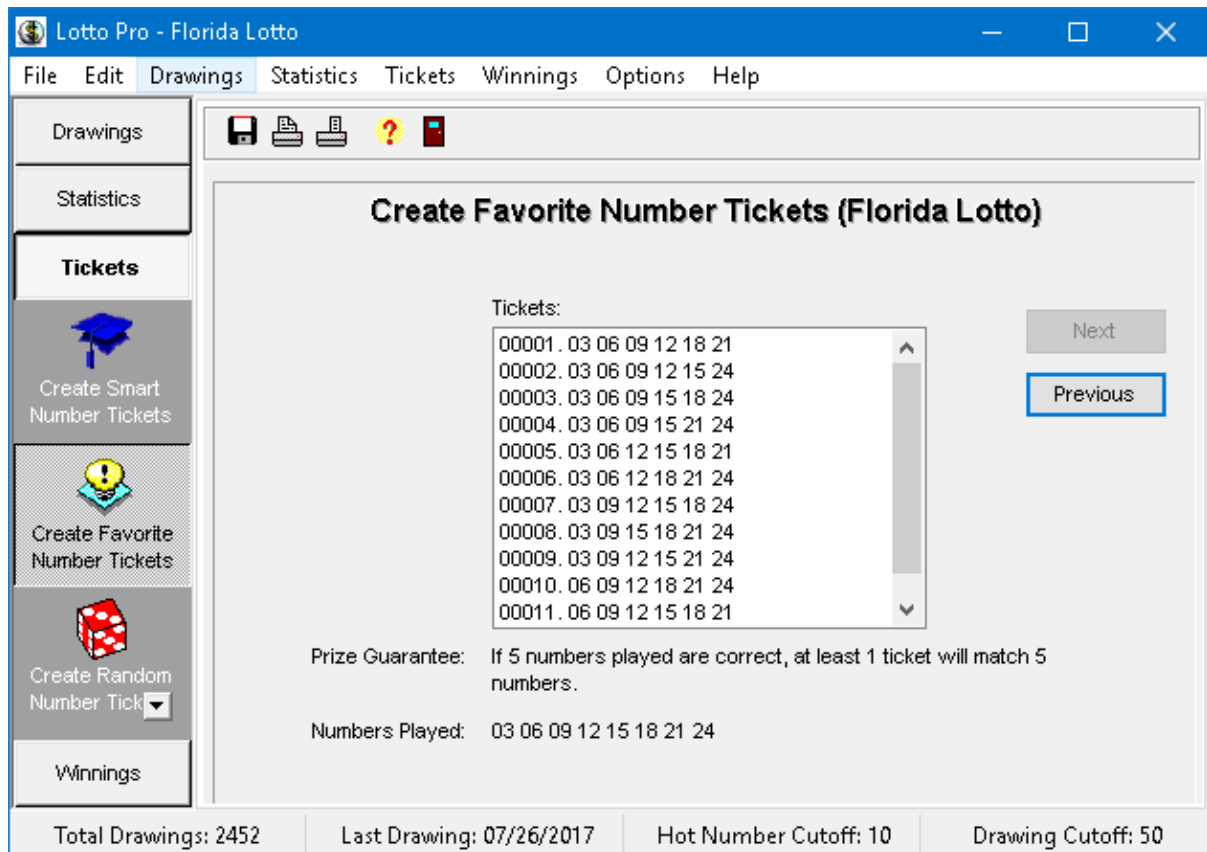 Lotto Pro - Florida Lotto
File Edit Drawings Statistics Tickets Winnings Options Help
Drawings
Statistics
Tickets
Create Smart
Number Tickets
Create Favorite
Number Tickets
Create Random
Number Tick
Winnings
Create Favorite Number Tickets (Florida Lotto)
Tickets:
00001. 03 06 09 12 18 21
00002. 03 06 09 12 15 24
00003. 03 06 09 15 18 24
00004. 03 06 09 15 21 24
00005. 03 06 12 15 18 21
00006. 03 06 12 18 21 24
00007. 03 09 12 15 18 24
00008. 03 09 15 18 21 24
00009. 03 09 12 15 21 24
00010. 06 09 12 18 21 24
00011. 06 09 12 15 18 21
Next
Previous
Prize Guarantee: If 5 numbers played are correct, at least 1 ticket will match 5
numbers.
Numbers Played: 03 06 09 12 15 18 21 24
Total Drawings: 2452 Last Drawing: 07/26/2017 Hot Number Cutoff: 10 Drawing Cutoff: 50